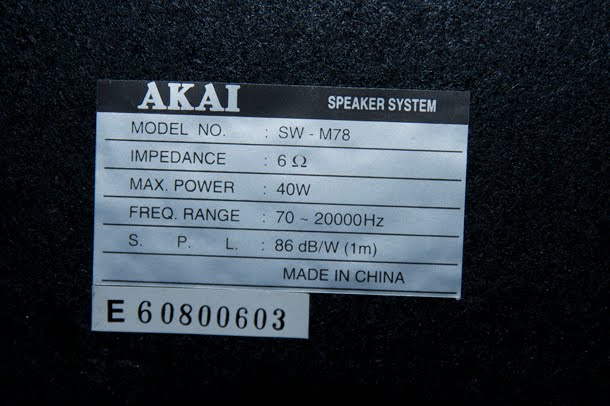 AKAI SPEAKER SYSTEM
MODEL NO. : SW - M78
IMPEDANCE : 6 Ω
MAX. POWER : 40W
FREQ. RANGE : 70 ~ 20000Hz
S. P. L. : 86 dB/W (1m)
MADE IN CHINA
E 60800603